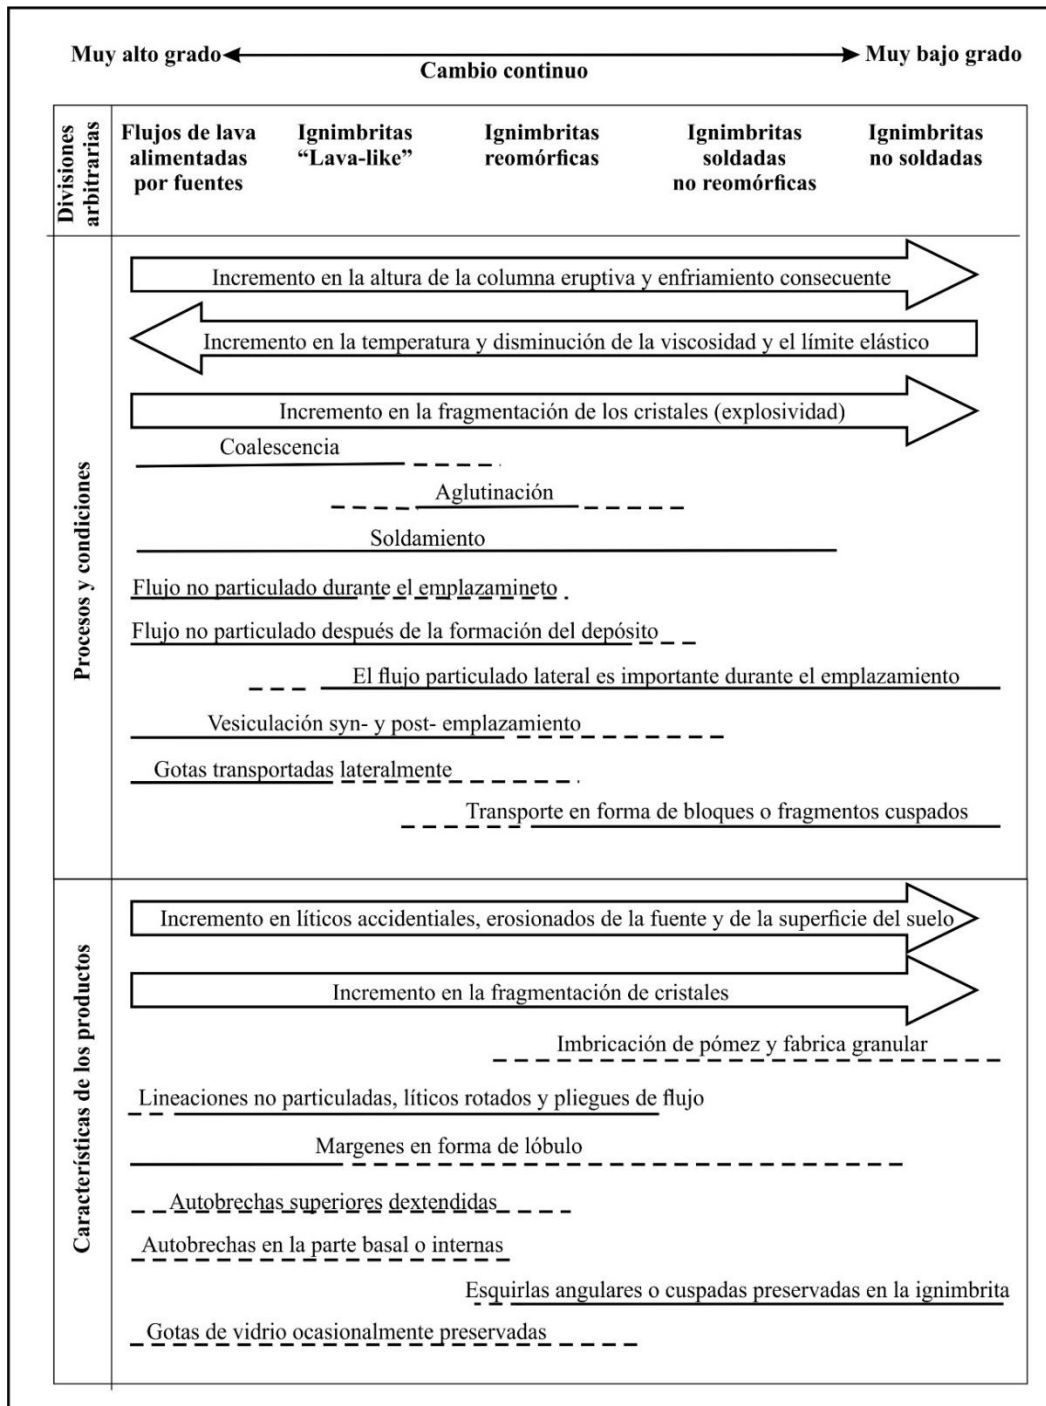 Muy alto grado
Muy bajo grado
Cambio continuo
Divisiones
arbitrarias
Flujos de lava
alimentadas
por fuentes
Ignimbritas
“Lava-like”
Ignimbritas
reomórficas
Ignimbritas
soldadas
no reomórficas
Ignimbritas
no soldadas
Procesos y condiciones
Incremento en la altura de la columna eruptiva y enfriamiento consecuente
Incremento en la temperatura y disminución de la viscosidad y el límite elástico
Incremento en la fragmentación de los cristales (explosividad)
Coalescencia
Aglutinación
Soldamiento
Flujo no particulado durante el emplazamineto
Flujo no particulado después de la formación del depósito
El flujo particulado lateral es importante durante el emplazamiento
Vesiculación syn- y post- emplazamiento
Gotas transportadas lateralmente
Transporte en forma de bloques o fragmentos cuspados
Características de los productos
Incremento en líticos accidentiales, erosionados de la fuente y de la superficie del suelo
Incremento en la fragmentación de cristales
Imbricación de pómez y fabrica granular
Lineaciones no particuladas, líticos rotados y pliegues de flujo
Margenes en forma de lóbulo
Autobrechas superiores dextendidas
Autobrechas en la parte basal o internas
Esquirlas angulares o cuspadas preservadas en la ignimbrita
Gotas de vidrio ocasionalmente preservadas